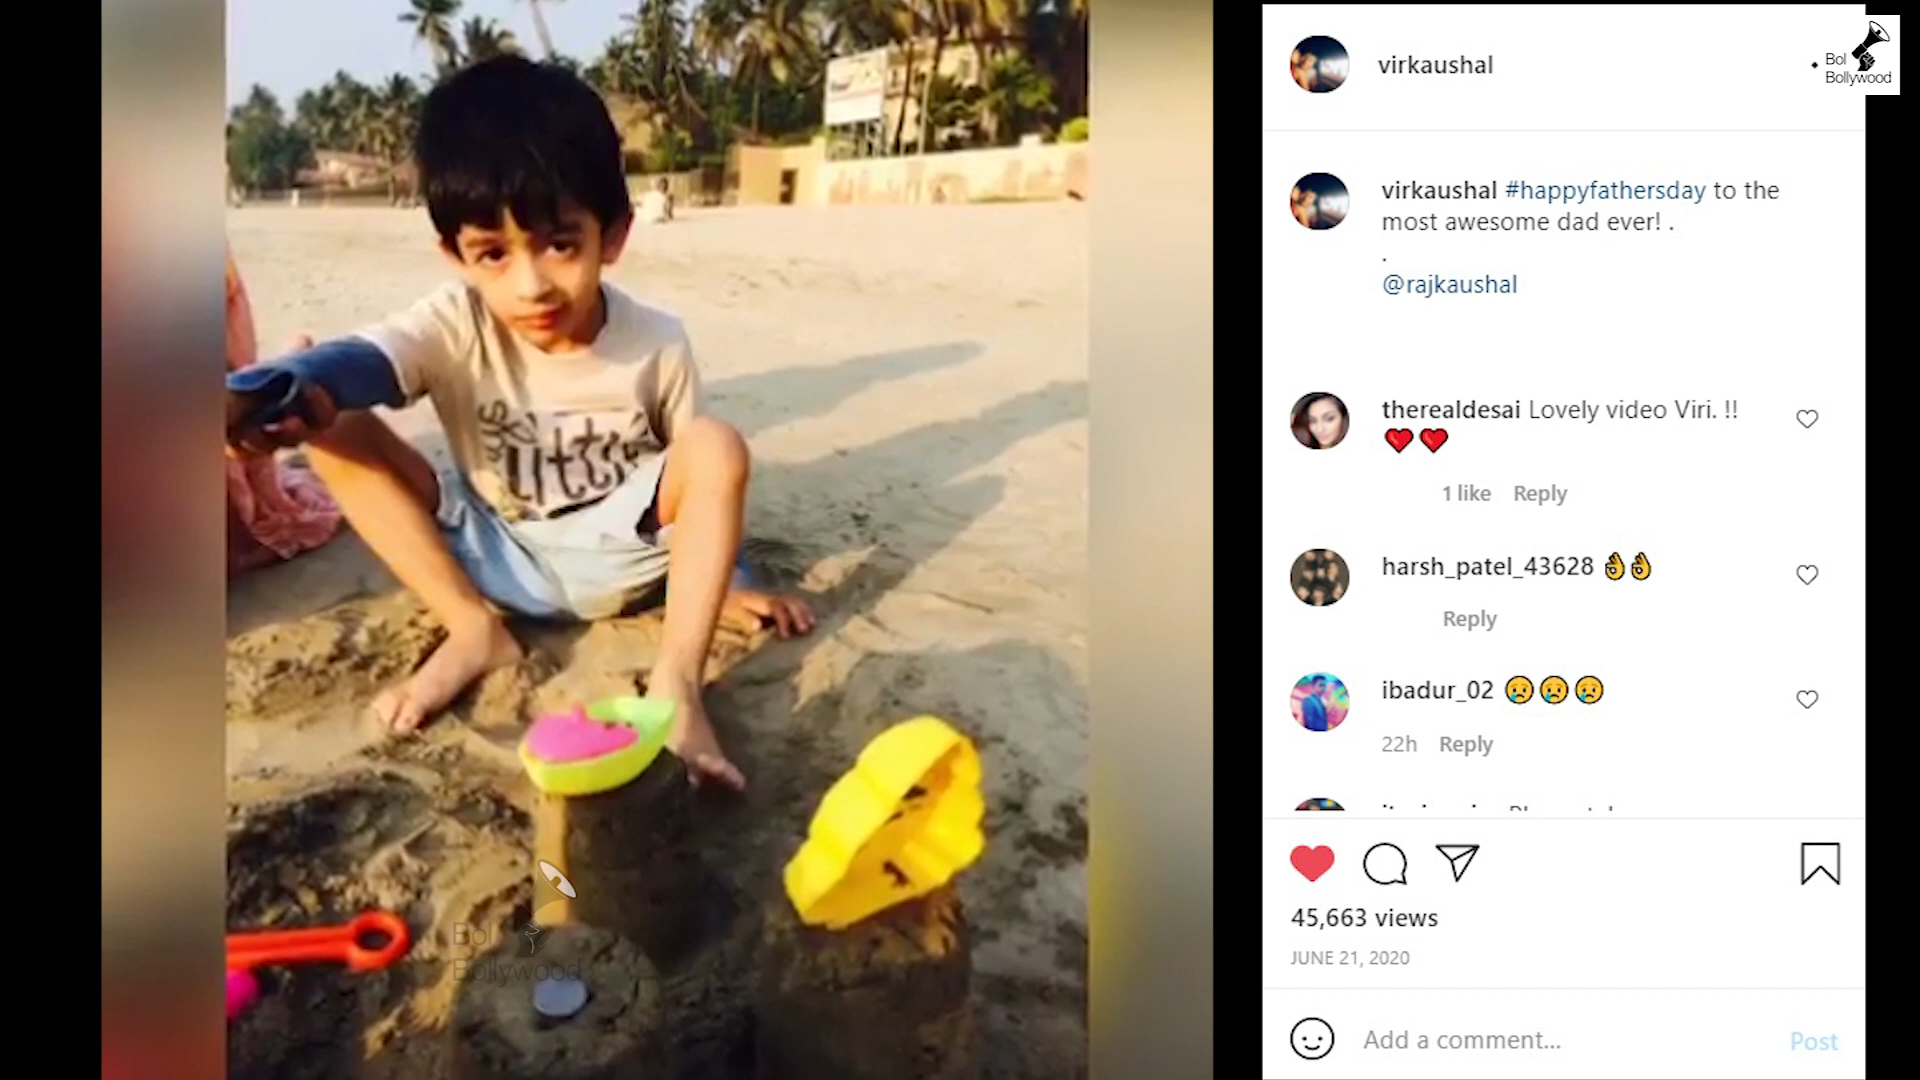 virkaushal
Bol
Bollywood
virkaushal #happyfathersday to the
most awesome dad ever! .
.
@rajkaushal
therealdesai Lovely video Viri. !!
❤️❤️
1 like Reply
harsh_patel_43628 👌👌
Reply
ibadur_02 😢😢😢
22h Reply
45,663 views
JUNE 21, 2020
Add a comment... Post
Bol
Bollywood